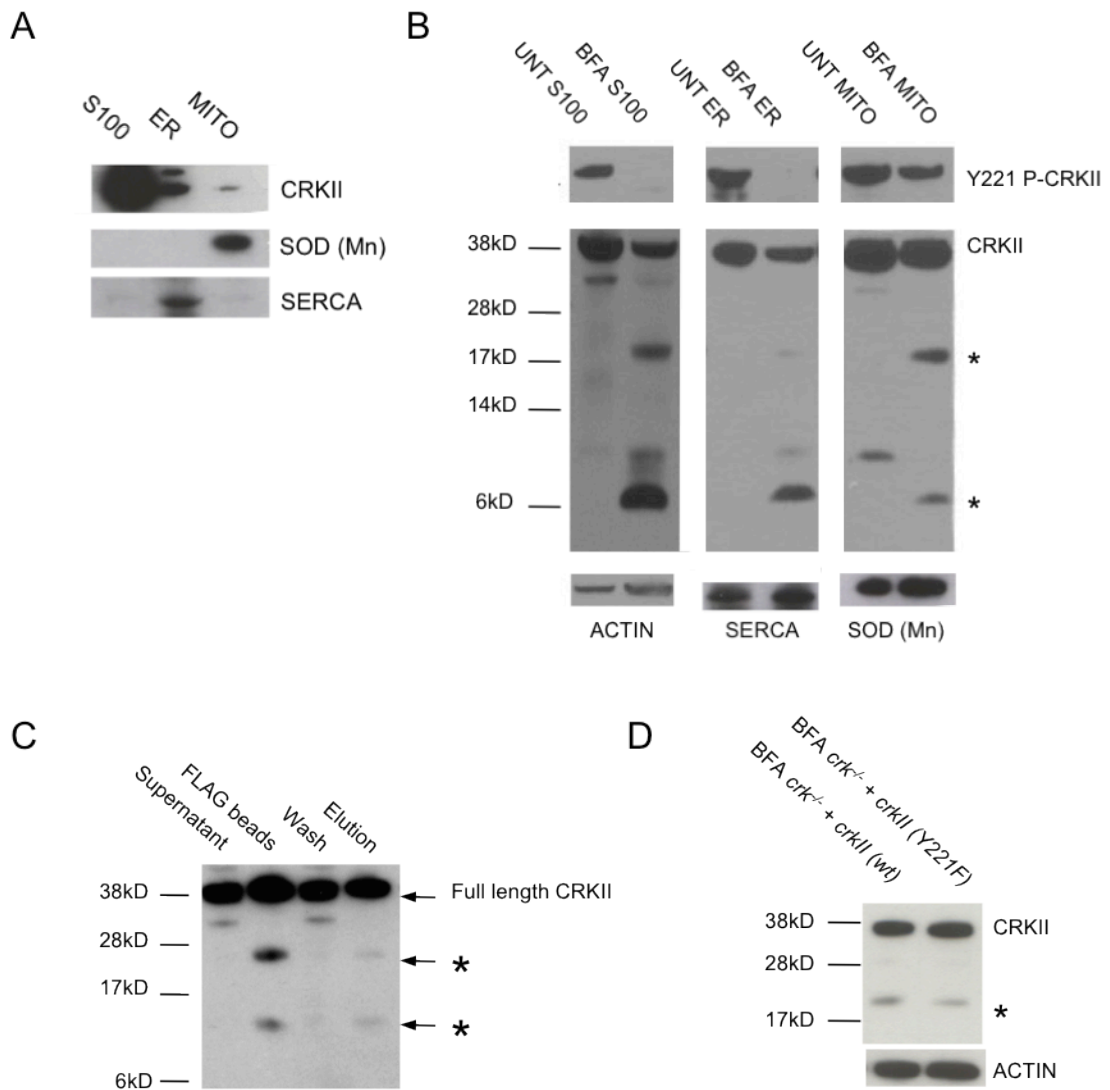 A
S100
ER
MITO
CRKII
SOD (Mn)
SERCA
B
UNT S100
BFA S100
UNT ER
BFA ER
UNT MITO
BFA MITO
Y221 P-CRKII
38kD
CRKII
28kD
17kD
*
14kD
6kD
*
ACTIN
SERCA
SOD (Mn)
C
Supernatant
FLAG beads
Wash
Elution
38kD
Full length CRKII
28kD
*
17kD
*
6kD
D
BFA crk-/- + crkII (wt)
BFA crk-/- + crkII (Y221F)
38kD
CRKII
28kD
*
17kD
ACTIN